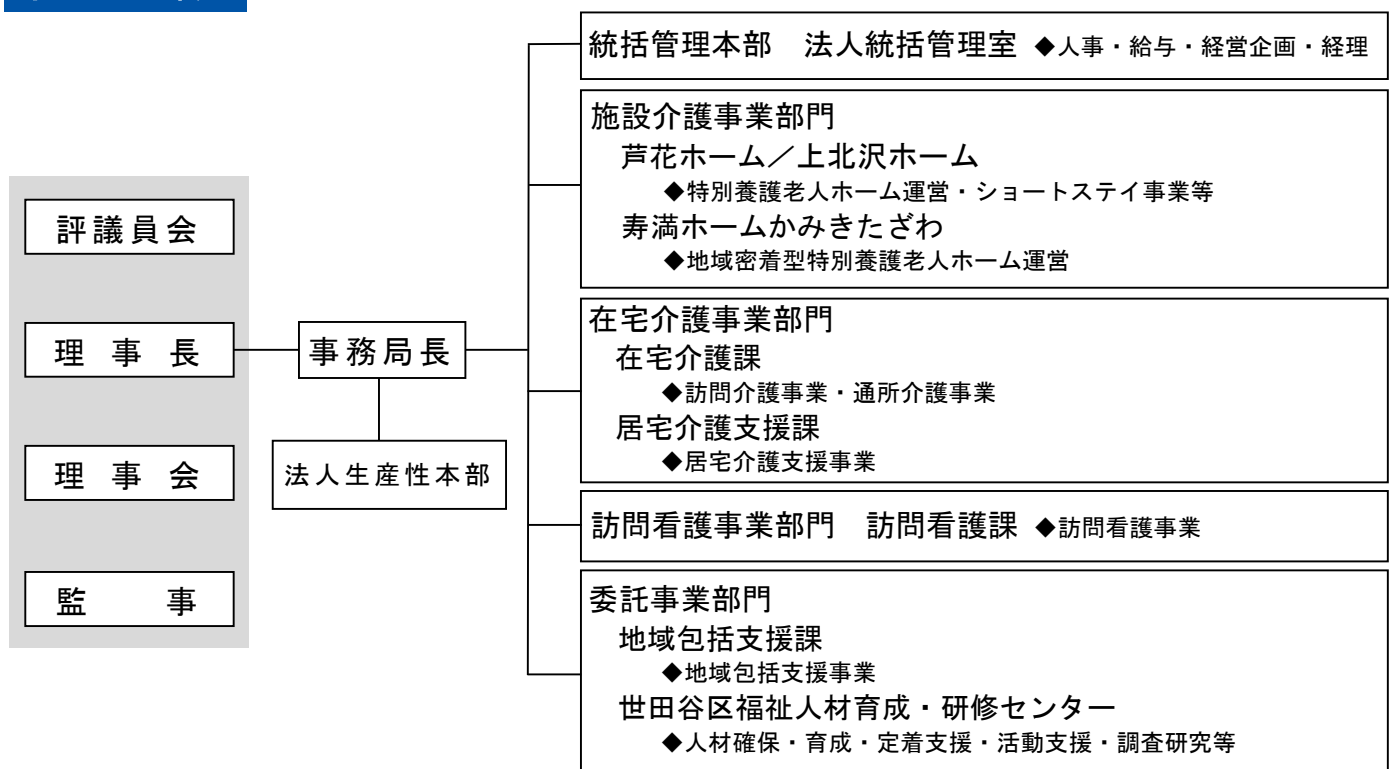 評議員会
理事長
理事会
監事
事務局長
法人生産性本部
統括管理本部 法人統括管理室 ◆人事・給与・経営企画・経理
施設介護事業部門
芦花ホーム／上北沢ホーム
◆特別養護老人ホーム運営・ショートステイ事業等
寿満ホームかみきたざわ
◆地域密着型特別養護老人ホーム運営
在宅介護事業部門
在宅介護課
◆訪問介護事業・通所介護事業
居宅介護支援課
◆居宅介護支援事業
訪問看護事業部門 訪問看護課 ◆訪問看護事業
委託事業部門
地域包括支援課
◆地域包括支援事業
世田谷区福祉人材育成・研修センター
◆人材確保・育成・定着支援・活動支援・調査研究等